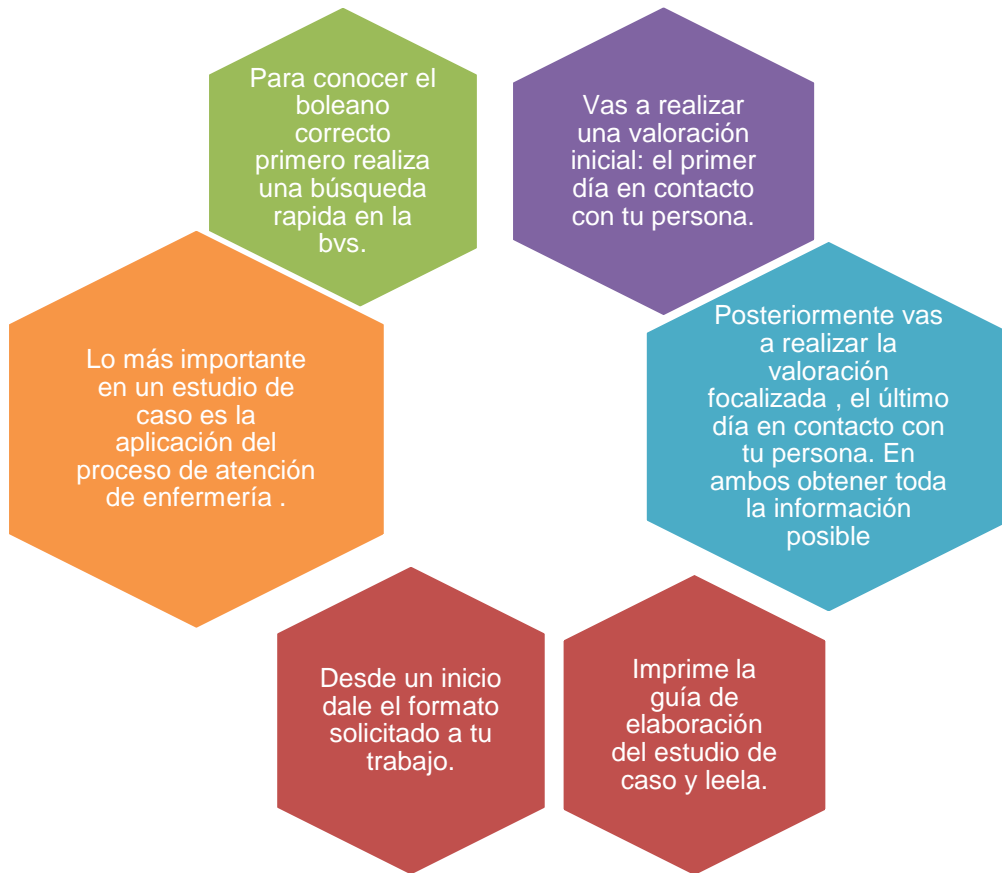 Para conocer el
boleano
correcto
primero realiza
una búsqueda
rapida en la
bvs.
Vas a realizar
una valoración
inicial: el primer
día en contacto
con tu persona.
Posteriormente vas
a realizar la
valoración
focalizada , el último
día en contacto con
tu persona. En
ambos obtener toda
la información
posible
Imprime la
guía de
elaboración
del estudio de
caso y leela.
Desde un inicio
dale el formato
solicitado a tu
trabajo.
Lo más importante
en un estudio de
caso es la
aplicación del
proceso de atención
de enfermería .